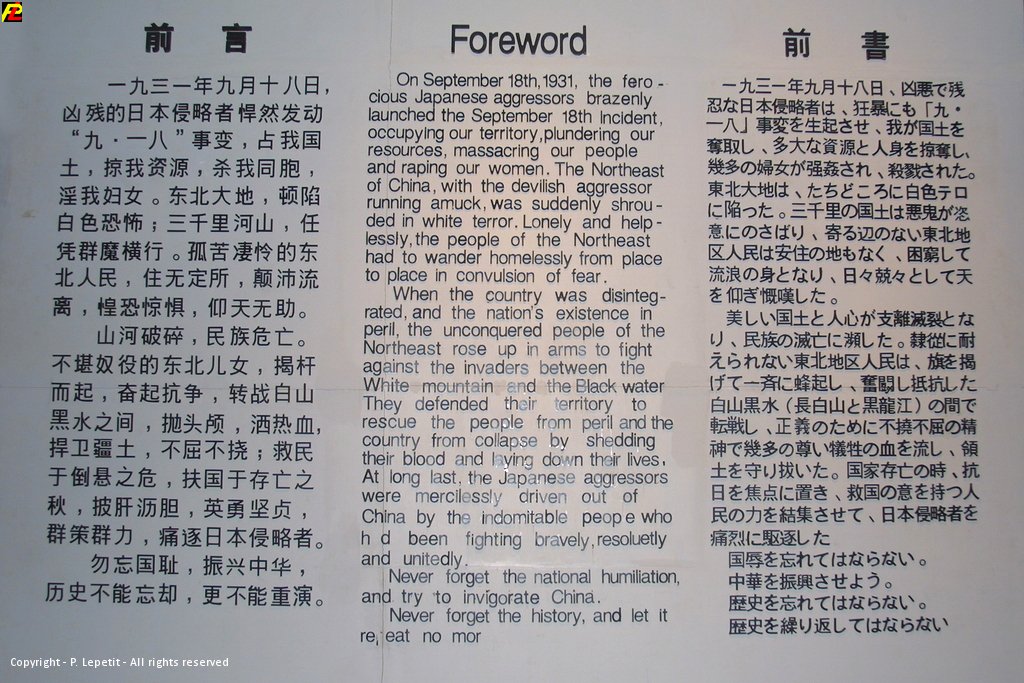 前 言
一九三一年九月十八日，
凶残的日本侵略者悍然发动
“九·一八”事变，占我国
土，掠我资源，杀我同胞，
淫我妇女。东北大地，顿陷
白色恐怖；三千里河山，任
凭群魔横行。孤苦凄怜的东
北人民，住无定所，颠沛流
离，惶恐惊惧，仰天无助。
山河破碎，民族危亡。
不堪奴役的东北儿女，揭杆
而起，奋起抗争，转战白山
黑水之间，抛头颅，洒热血，
捍卫疆土，不屈不挠；救民
于倒悬之危，扶国于存亡之
秋，披肝沥胆，英勇坚贞，
群策群力，痛逐日本侵略者。
勿忘国耻，振兴中华，
历史不能忘却，更不能重演。
Foreword
On September 18th,1931, the fero-
cious Japanese aggressors brazenly
launched the September 18th Incident,
occupying our territory,plundering our
resources, massacring our people
and raping our women. The Northeast
of China, with the devilish aggressor
running amuck, was suddenly shrou-
ded in white terror. Lonely and help-
lessly, the people of the Northeast
had to wander homelessly from place
to place in convulsion of fear.
When the country was disinteg-
rated, and the nation's existence in
peril, the unconquered people of the
Northeast rose up in arms to fight
against the invaders between the
White mountain and the Black water
They defended their territory to
rescue the people from peril and the
country from collapse by shedding
their blood and laying down their lives.
At long last, the Japanese aggressors
were mercilessly driven out of
China by the indomitable people who
h d been fighting bravely, resoluetly
and unitedly.
Never forget the national humiliation,
and try to invigorate China.
Never forget the history, and let it
repeat no mor
前 書
一九三一年九月十八日、凶悪で残
忍な日本侵略者は、狂暴にも「九・
一八」事変を生起させ、我が国土を
奪取し、多大な資源と人身を掠奪し、
幾多の婦女が强姦され、殺戮された。
東北大地は、たちどころに白色テロ
に陥った。三千里の国土は悪鬼が恣
意にのさばり、寄る辺のない東北地
区人民は安住の地もなく、困窮して
流浪の身となり、日々兢々として天
を仰ぎ慨嘆した。
美しい国土と人心が支離滅裂とな
り、民族の滅亡に瀕した。隷從に耐
えられない東北地区人民は、旗を揭
げて一斉に蜂起し、奮闘し抵抗した
白山黒水（長白山と黒龍江）の間で
転戦し、正義のために不撓不屈の精
神で幾多の尊い犠牲の血を流し、領
土を守り抜いた。国家存亡の時、抗
日を焦点に置き、救国の意を持つ人
民の力を結集させて、日本侵略者を
痛烈に駆逐した
国辱を忘れてはならない。
中華を振興させよう。
歴史を忘れてはならない。
歴史を繰り返してはならない
Copyright - P. Lepetit - All rights reserved